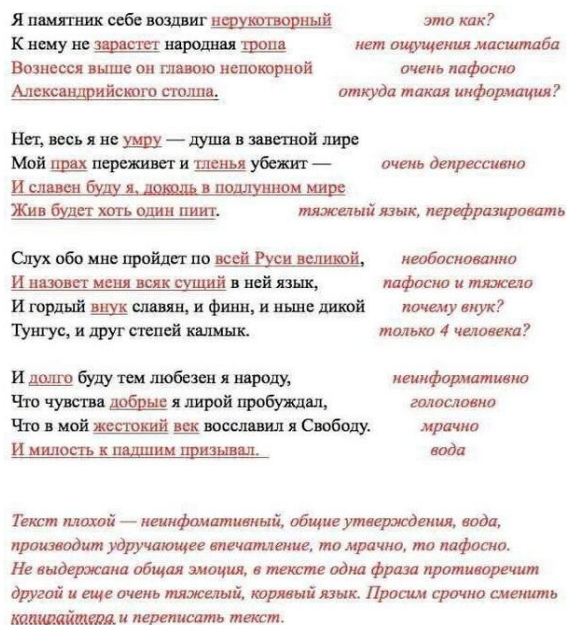 Я памятник себе воздвиг нерукотворный это как?
К нему не зарастет народная тропа нет ощущения масштаба
Вознесся выше он главою непокорной очень пафосно
Александрийского столпа. откуда такая информация?
Нет, весь я не умру — душа в заветной лире
Мой прах переживет и тленья убежит — очень депрессивно
И славен буду я, доколь в подлунном мире
Жив будет хоть один пиит. тяжелый язык, перефразировать
Слух обо мне пройдет по всей Руси великой, необоснованно
И назовет меня всяк сущий в ней язык, пафосно и тяжело
И гордый внук славян, и финн, и ныне дикой почему внук?
Тунгус, и друг степей калмык. только 4 человека?
И долго буду тем любезен я народу, неинформативно
Что чувства добрые я лирой пробуждал, голословно
Что в мой жестокий век восславил я Свободу. мрачно
И милость к падшим призывал. вода
Текст плохой — неинфомативный, общие утверждения, вода,
производит удручающее впечатление, то мрачно, то пафосно.
Не выдержана общая эмоция, в тексте одна фраза противоречит
другой и еще очень тяжелый, корявый язык. Просим срочно сменить
копирайтера и переписать текст.